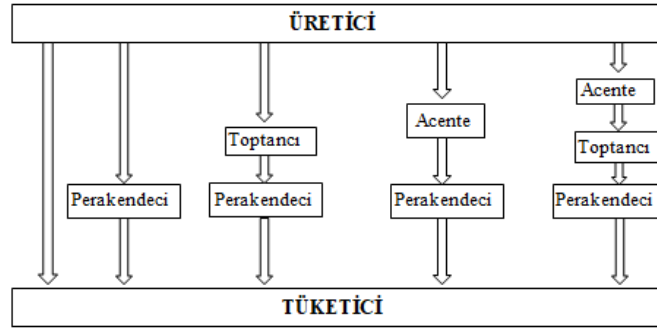 ÜRETİCİ
Acente
Acente
Toptancı
Toptancı
Perakendeci
Perakendeci
Perakendeci
Perakendeci
TÜKETİCİ